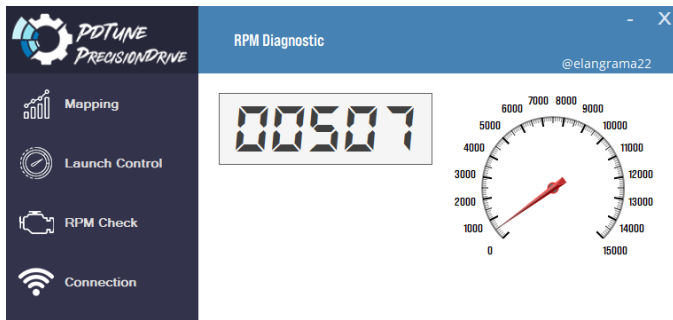 PDTUNE
PRECISIONDRIVE
RPM Diagnostic
-
X
@elangrama22
Mapping
Launch Control
RPM Check
Connection
00507
0
1000
2000
3000
4000
5000
6000
7000
8000
9000
10000
11000
12000
13000
14000
15000